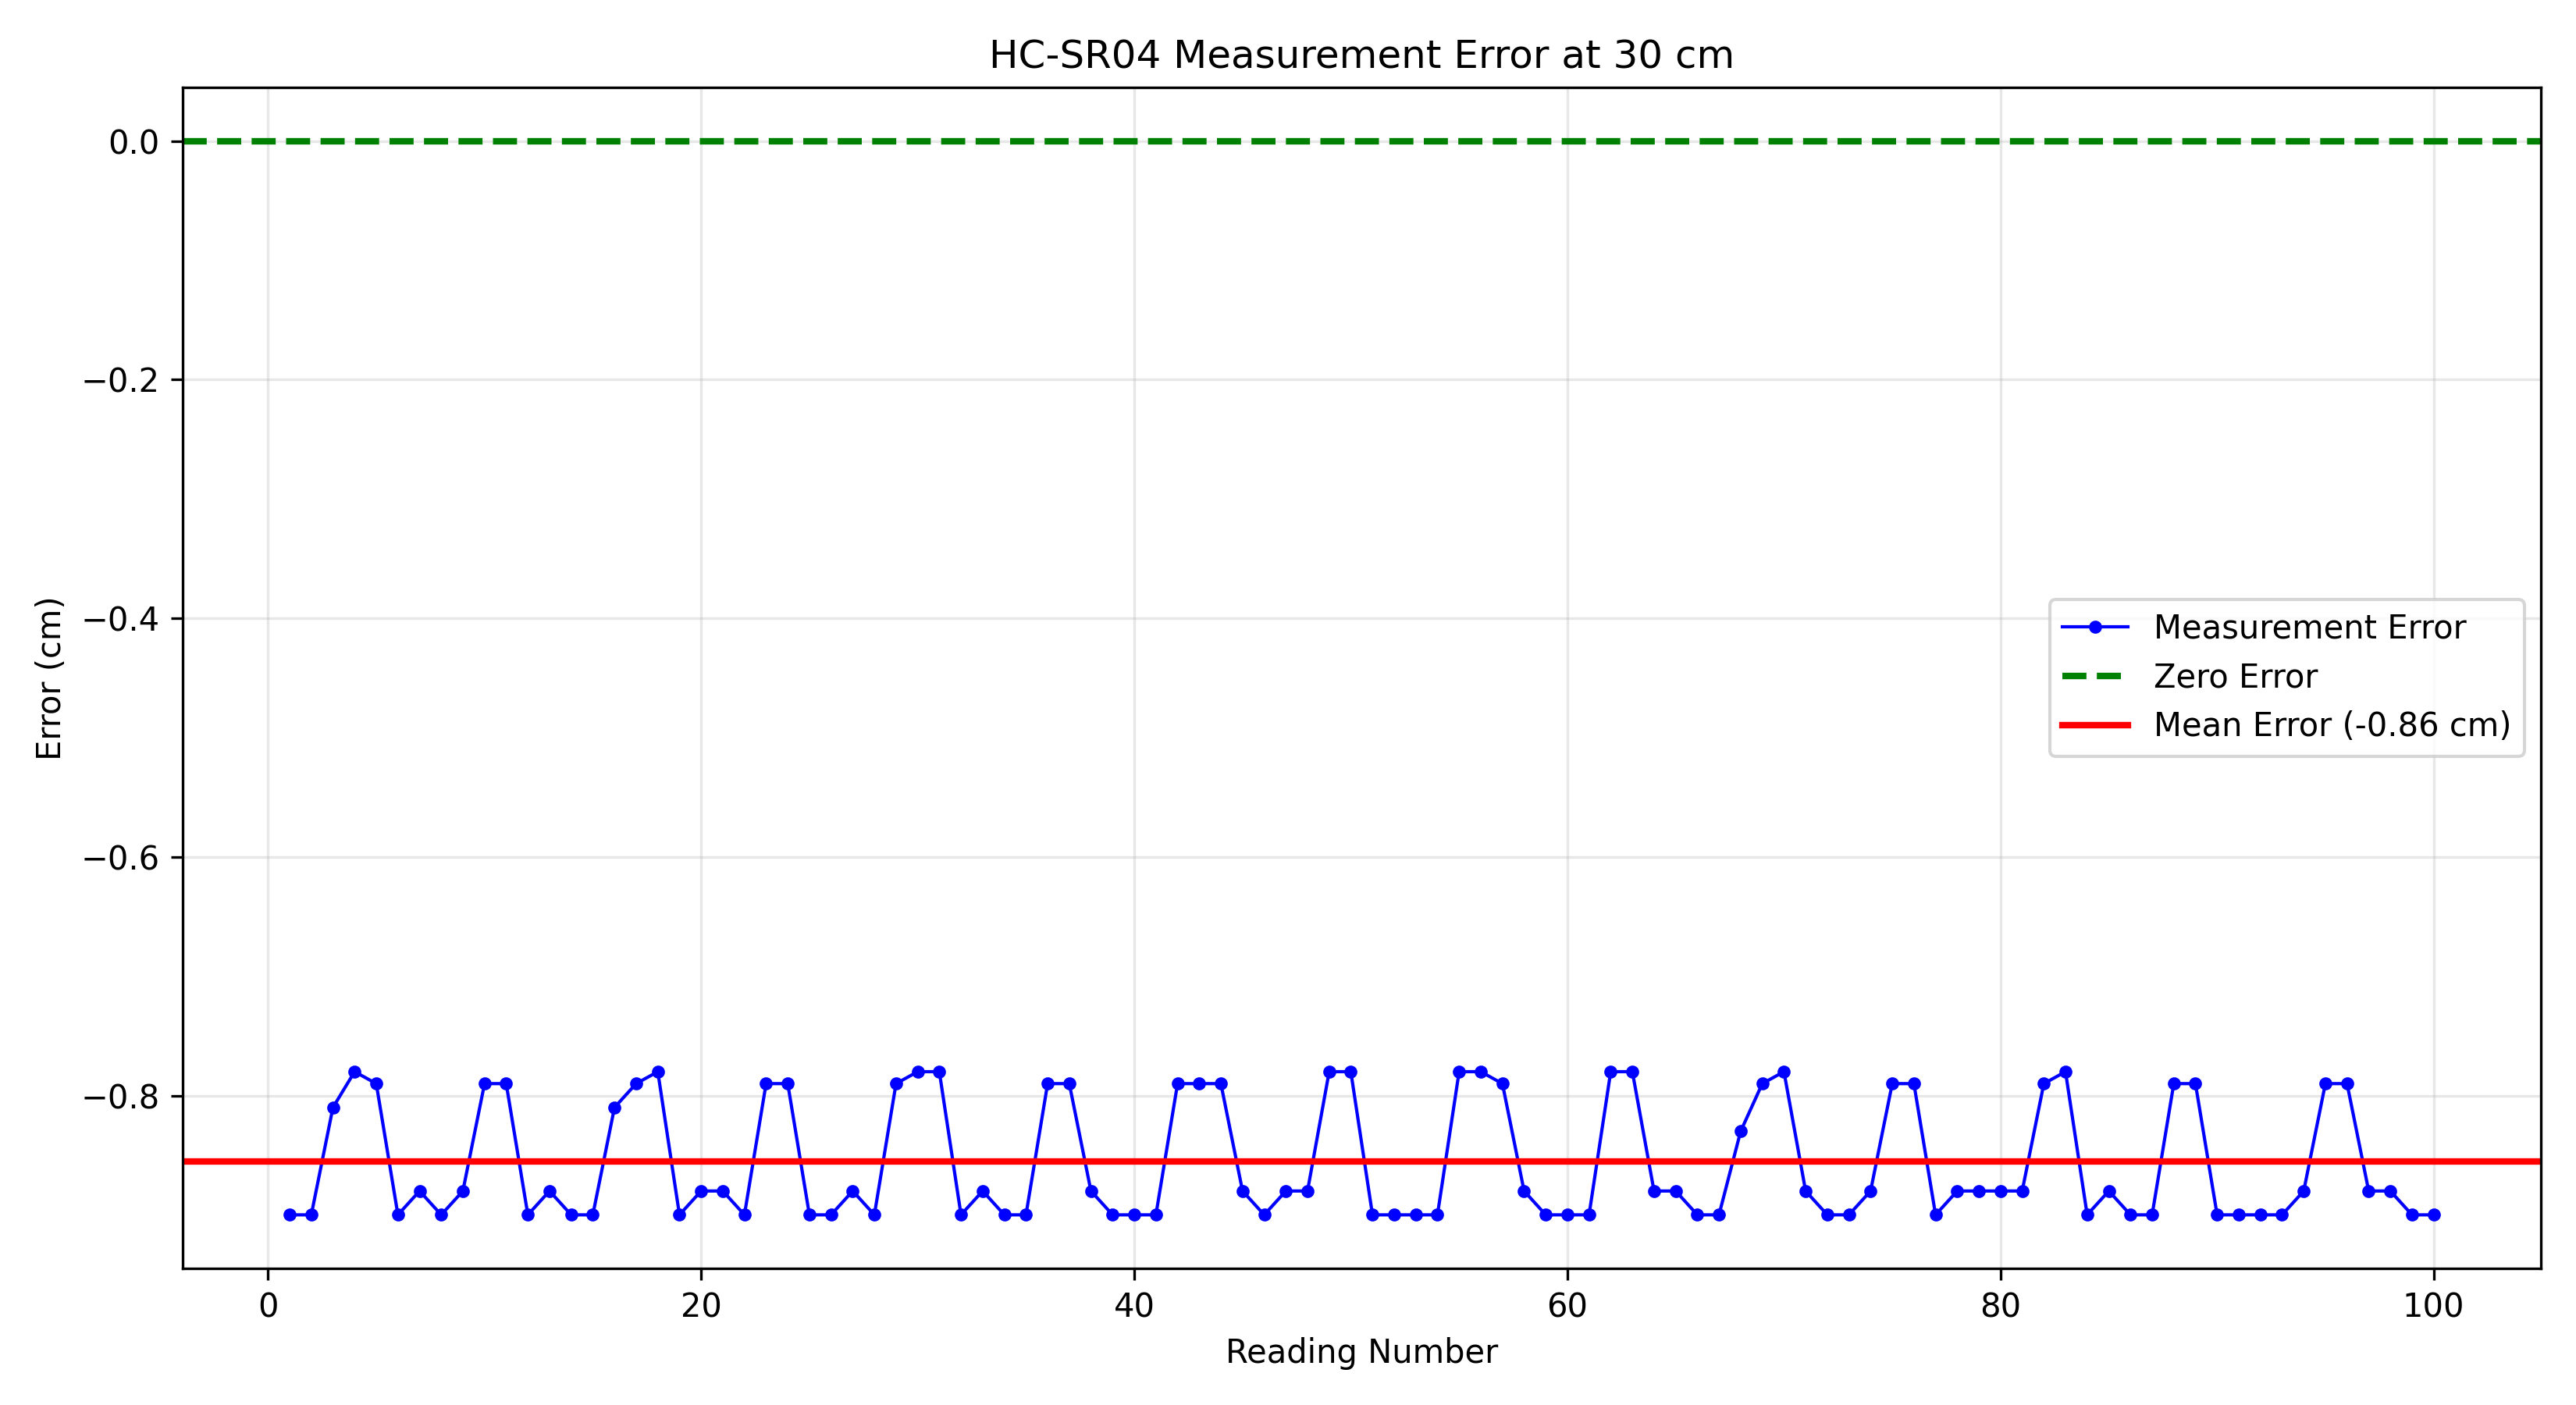 HC-SR04 Measurement Error at 30 cm
0.0
−0.2
−0.4
−0.6
−0.8
Error (cm)
Measurement Error
Zero Error
Mean Error (-0.86 cm)
0 20 40 60 80 100
Reading Number